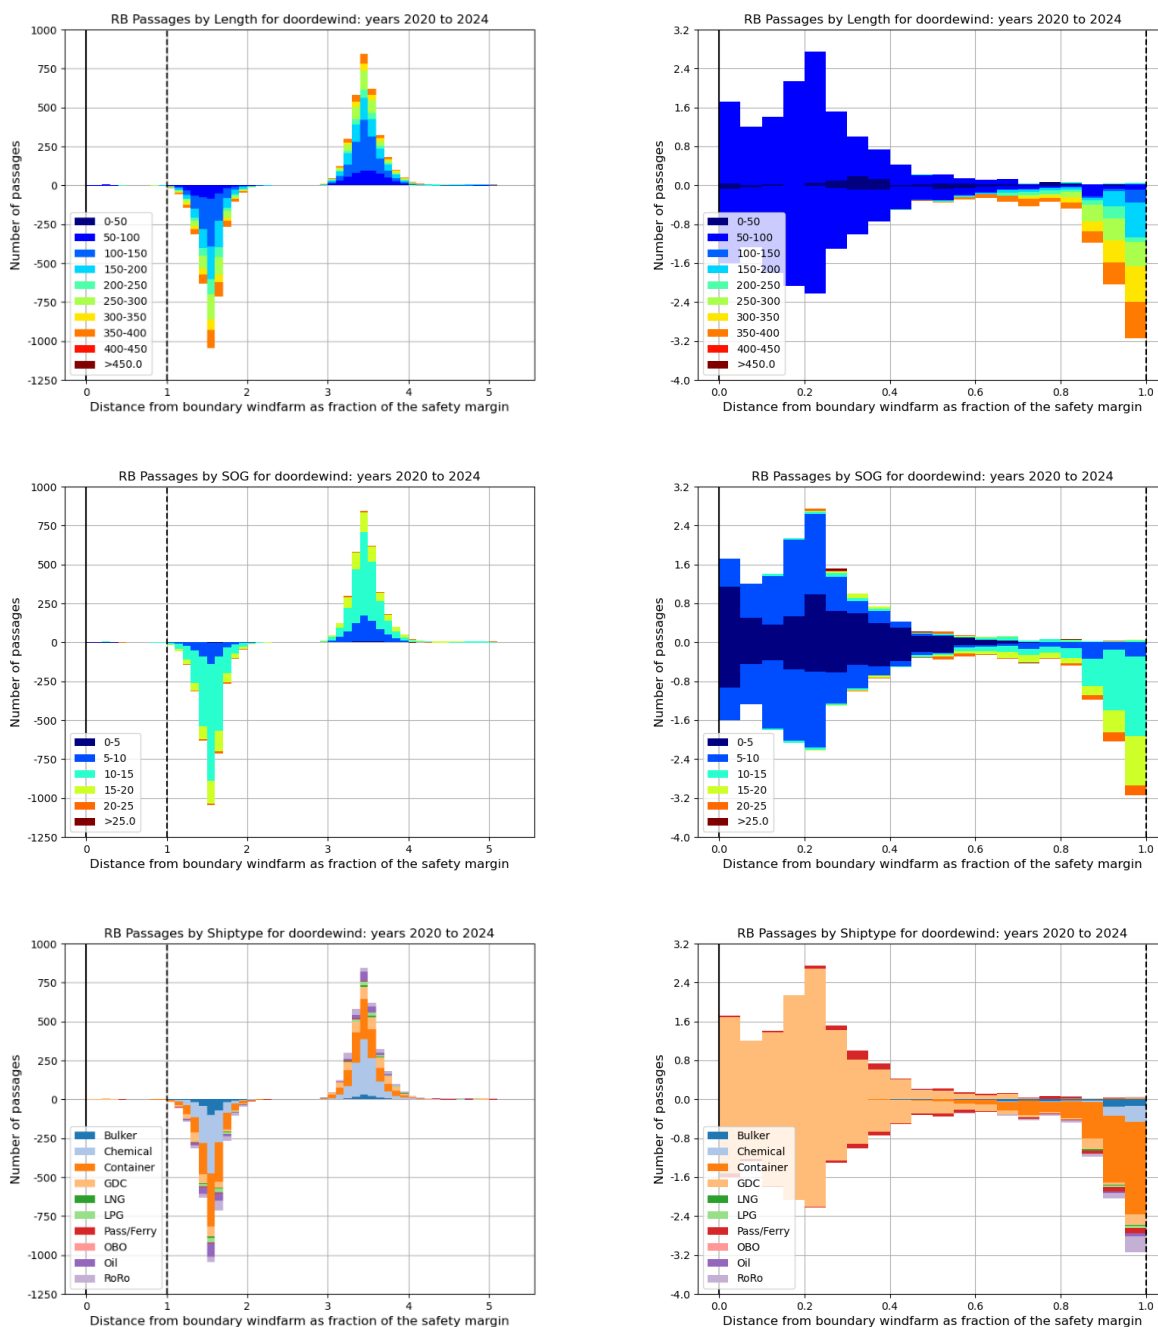 RB Passages by Length for doordewind: years 2020 to 2024
1000
750
500
250
0
-250
-500
-750
-1000
-1250
Number of passages
0-50
50-100
100-150
150-200
200-250
250-300
300-350
350-400
400-450
>450.0
0 1 2 3 4 5
Distance from boundary windfarm as fraction of the safety margin
RB Passages by Length for doordewind: years 2020 to 2024
3.2
2.4
1.6
0.8
0.0
-0.8
-1.6
-2.4
-3.2
-4.0
Number of passages
0-50
50-100
100-150
150-200
200-250
250-300
300-350
350-400
400-450
>450.0
0.0 0.2 0.4 0.6 0.8 1.0
Distance from boundary windfarm as fraction of the safety margin
RB Passages by SOG for doordewind: years 2020 to 2024
1000
750
500
250
0
-250
-500
-750
-1000
-1250
Number of passages
0-5
5-10
10-15
15-20
20-25
>25.0
0 1 2 3 4 5
Distance from boundary windfarm as fraction of the safety margin
RB Passages by SOG for doordewind: years 2020 to 2024
3.2
2.4
1.6
0.8
0.0
-0.8
-1.6
-2.4
-3.2
-4.0
Number of passages
0-5
5-10
10-15
15-20
20-25
>25.0
0.0 0.2 0.4 0.6 0.8 1.0
Distance from boundary windfarm as fraction of the safety margin
RB Passages by Shiptype for doordewind: years 2020 to 2024
1000
750
500
250
0
-250
-500
-750
-1000
-1250
Number of passages
Bulker
Chemical
Container
GDC
LNG
LPG
Pass/Ferry
OBO
Oil
RoRo
0 1 2 3 4 5
Distance from boundary windfarm as fraction of the safety margin
RB Passages by Shiptype for doordewind: years 2020 to 2024
3.2
2.4
1.6
0.8
0.0
-0.8
-1.6
-2.4
-3.2
-4.0
Number of passages
Bulker
Chemical
Container
GDC
LNG
LPG
Pass/Ferry
OBO
Oil
RoRo
0.0 0.2 0.4 0.6 0.8 1.0
Distance from boundary windfarm as fraction of the safety margin